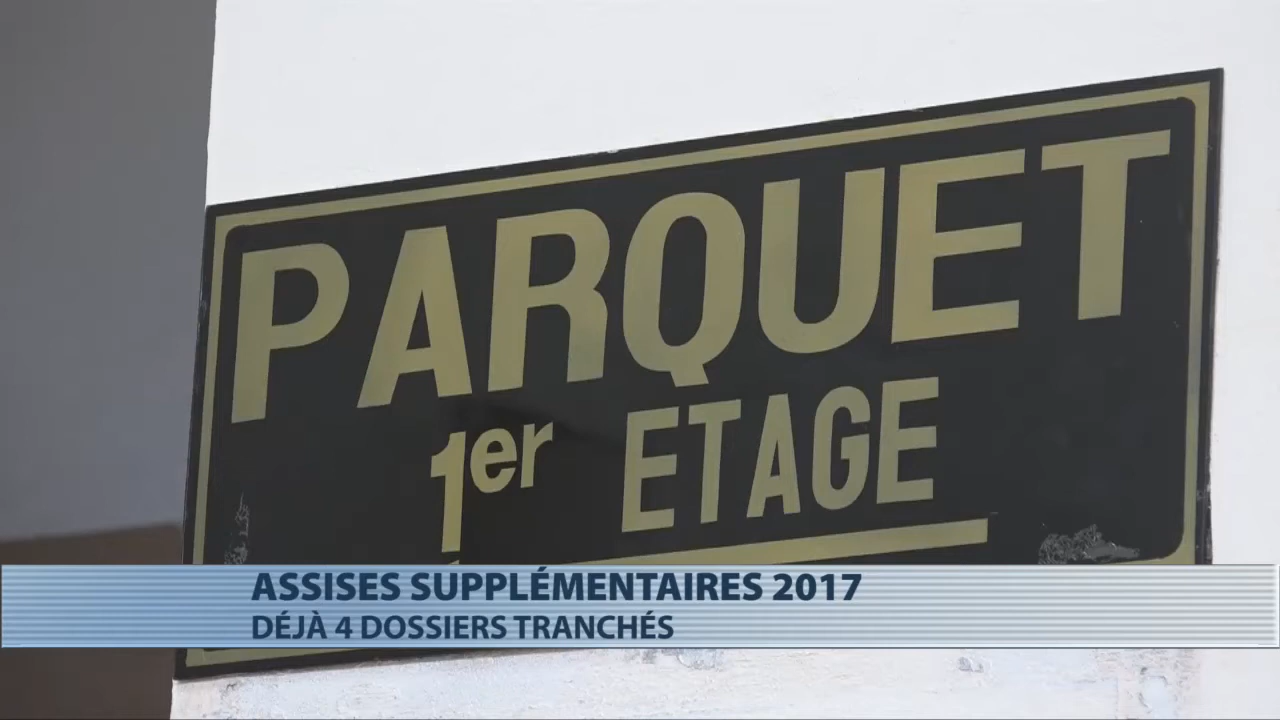 PARQUET
1er ETAGE
ASSISES SUPPLÉMENTAIRES 2017
DÉJÀ 4 DOSSIERS TRANCHÉS